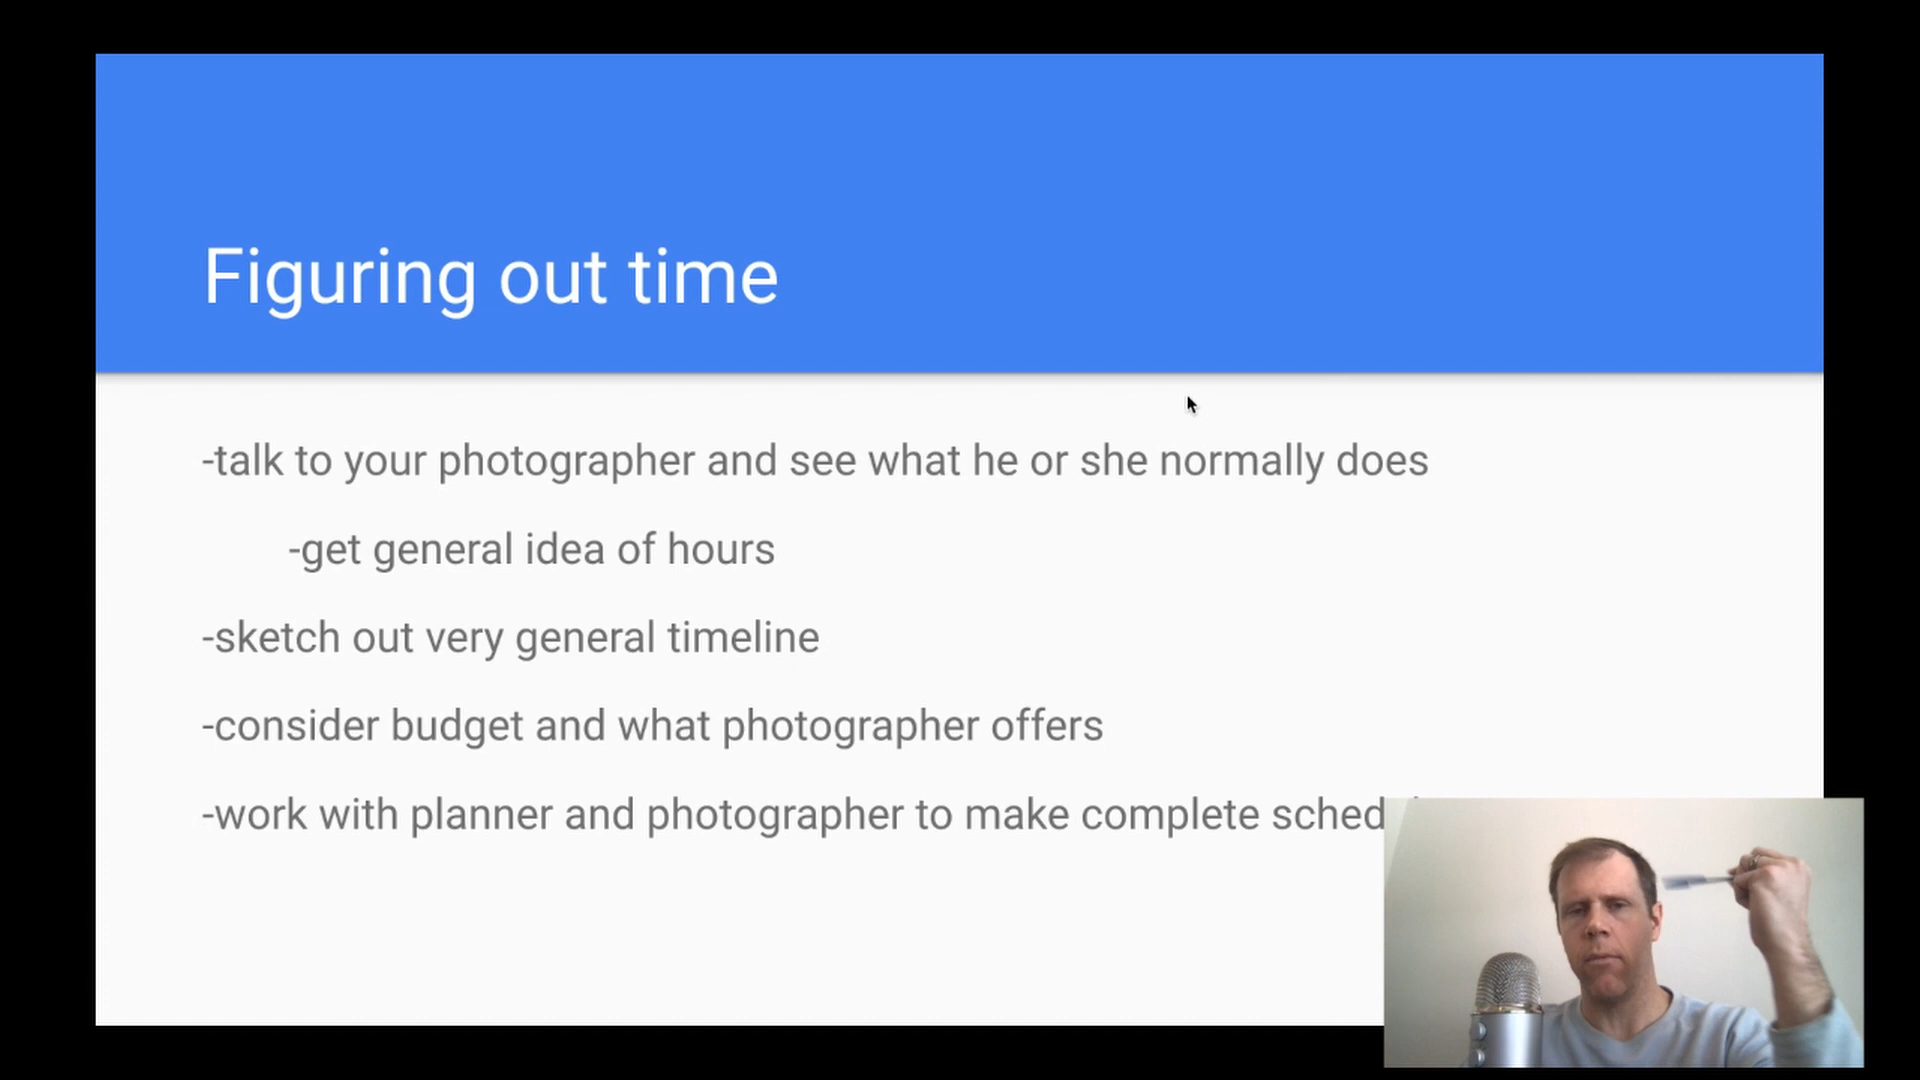 Figuring out time
-talk to your photographer and see what he or she normally does
-get general idea of hours
-sketch out very general timeline
-consider budget and what photographer offers
-work with planner and photographer to make complete